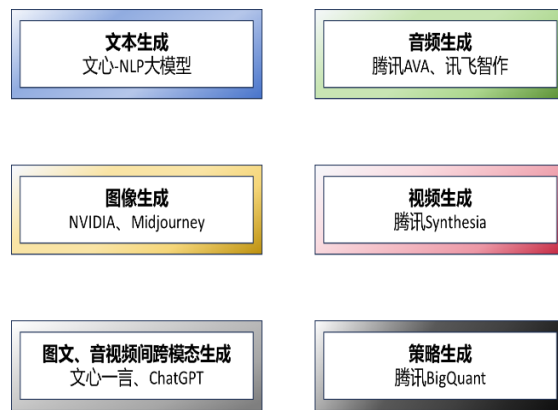 文本生成
文心-NLP大模型
音频生成
腾讯AVA、讯飞智作
图像生成
NVIDIA、Midjourney
视频生成
腾讯Synthesia
图文、音视频间跨模态生成
文心一言、ChatGPT
策略生成
腾讯BigQuant